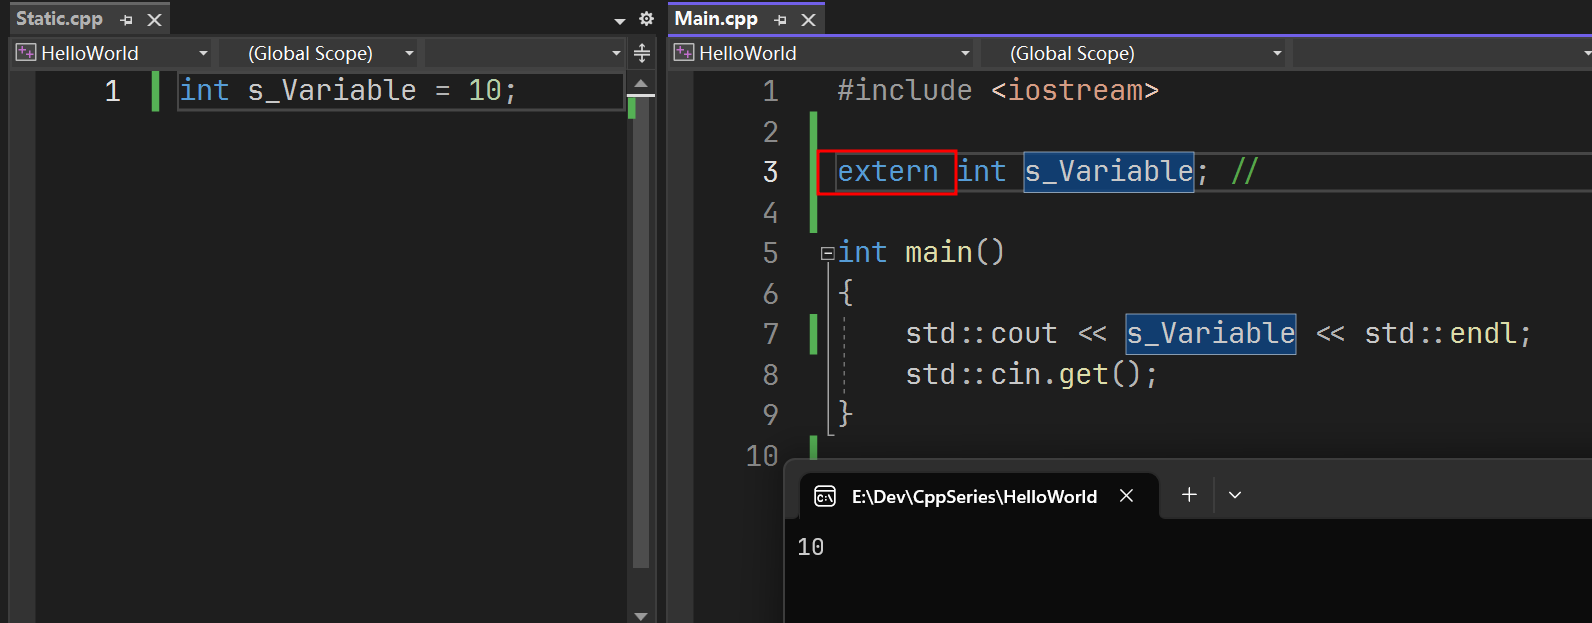 Static.cpp
HelloWorld
(Global Scope)
1
int s_Variable = 10;
Main.cpp
HelloWorld
(Global Scope)
1 #include <iostream>
2
3 extern int s_Variable; //
4
5 int main()
6 {
7 std::cout << s_Variable << std::endl;
8 std::cin.get();
9 }
10
E:\Dev\CppSeries\HelloWorld
10